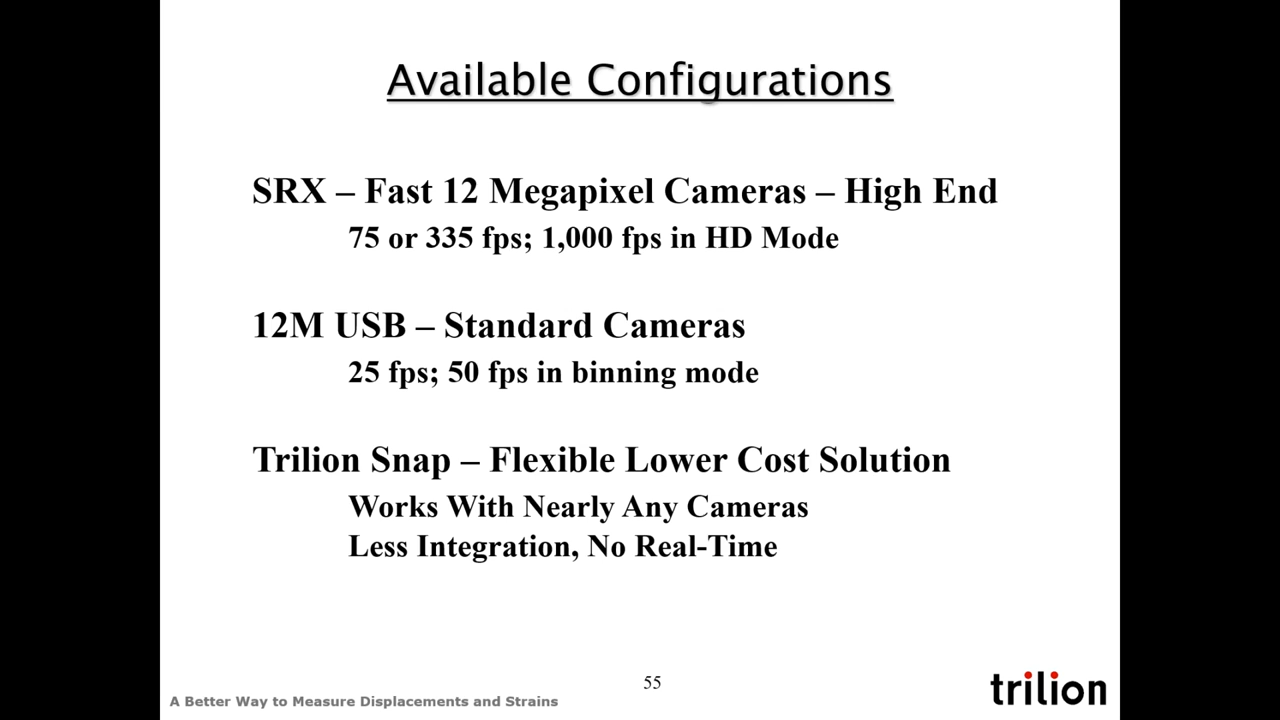 Available Configurations
SRX – Fast 12 Megapixel Cameras – High End
75 or 335 fps; 1,000 fps in HD Mode
12M USB – Standard Cameras
25 fps; 50 fps in binning mode
Trilion Snap – Flexible Lower Cost Solution
Works With Nearly Any Cameras
Less Integration, No Real-Time
55
A Better Way to Measure Displacements and Strains
trilion